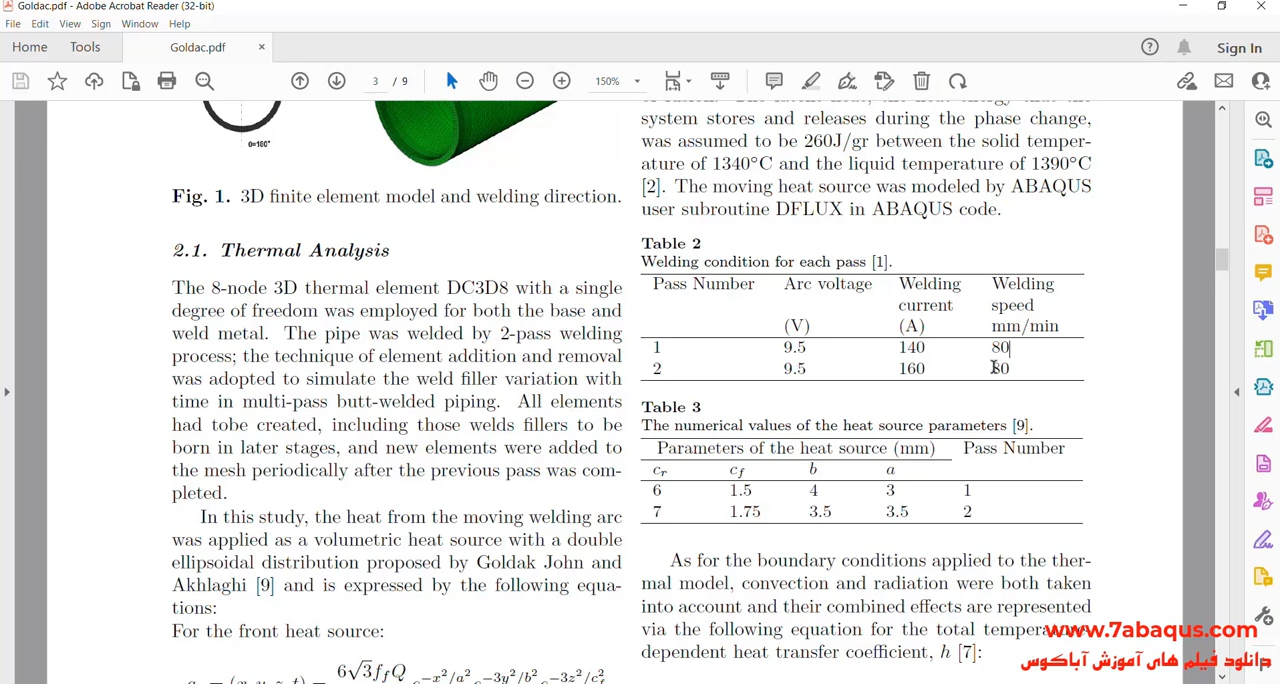 Goldac.pdf - Adobe Acrobat Reader (32-bit)
File Edit View Sign Window Help
Home Tools Goldac.pdf × Sign In
3 / 9 150%
θ=180°
Fig. 1. 3D finite element model and welding direction.
2.1. Thermal Analysis
The 8-node 3D thermal element DC3D8 with a single
degree of freedom was employed for both the base and
weld metal. The pipe was welded by 2-pass welding
process; the technique of element addition and removal
was adopted to simulate the weld filler variation with
time in multi-pass butt-welded piping. All elements
had tobe created, including those welds fillers to be
born in later stages, and new elements were added to
the mesh periodically after the previous pass was com-
pleted.
In this study, the heat from the moving welding arc
was applied as a volumetric heat source with a double
ellipsoidal distribution proposed by Goldak John and
Akhlaghi [9] and is expressed by the following equa-
tions:
For the front heat source:
system stores and releases during the phase change,
was assumed to be 260J/gr between the solid temper-
ature of 1340°C and the liquid temperature of 1390°C
[2]. The moving heat source was modeled by ABAQUS
user subroutine DFLUX in ABAQUS code.
Table 2
Welding condition for each pass [1].
Pass Number Arc voltage Welding Welding
current speed
(V) (A) mm/min
1 9.5 140 80
2 9.5 160 80
Table 3
The numerical values of the heat source parameters [9].
Parameters of the heat source (mm) Pass Number
cr cf b a
6 1.5 4 3 1
7 1.75 3.5 3.5 2
As for the boundary conditions applied to the ther-
mal model, convection and radiation were both taken
into account and their combined effects are represented
via the following equation for the total temperature-
dependent heat transfer coefficient, h [7]:
www.7abaqus.com
دانلود فیلم های آموزش آباکوس